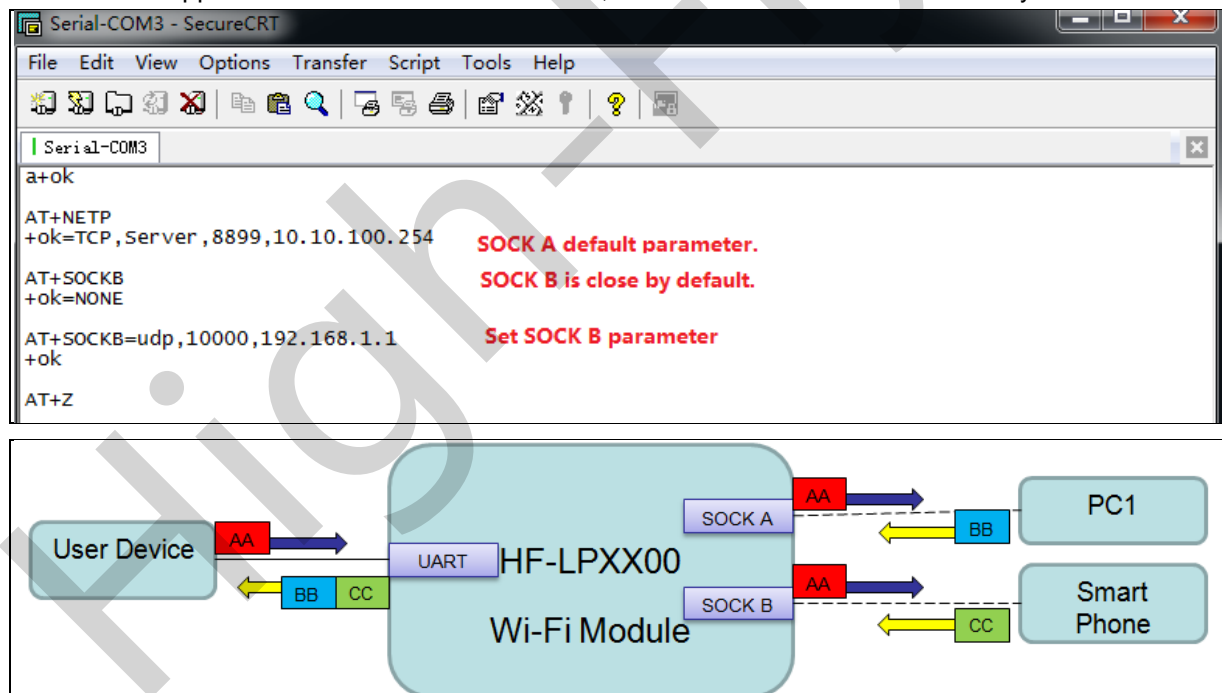 Serial-COM3 - SecureCRT
File Edit View Options Transfer Script Tools Help
Serial-COM3
a+ok
AT+NETP
+ok=TCP,Server,8899,10.10.100.254 SOCK A default parameter.
AT+SOCKB SOCK B is close by default.
+ok=NONE
AT+SOCKB=udp,10000,192.168.1.1 Set SOCK B parameter
+ok
AT+Z
User Device
AA
BB CC
UART
HF-LPXX00
Wi-Fi Module
SOCK A
AA
BB
PC1
SOCK B
AA
CC
Smart
Phone